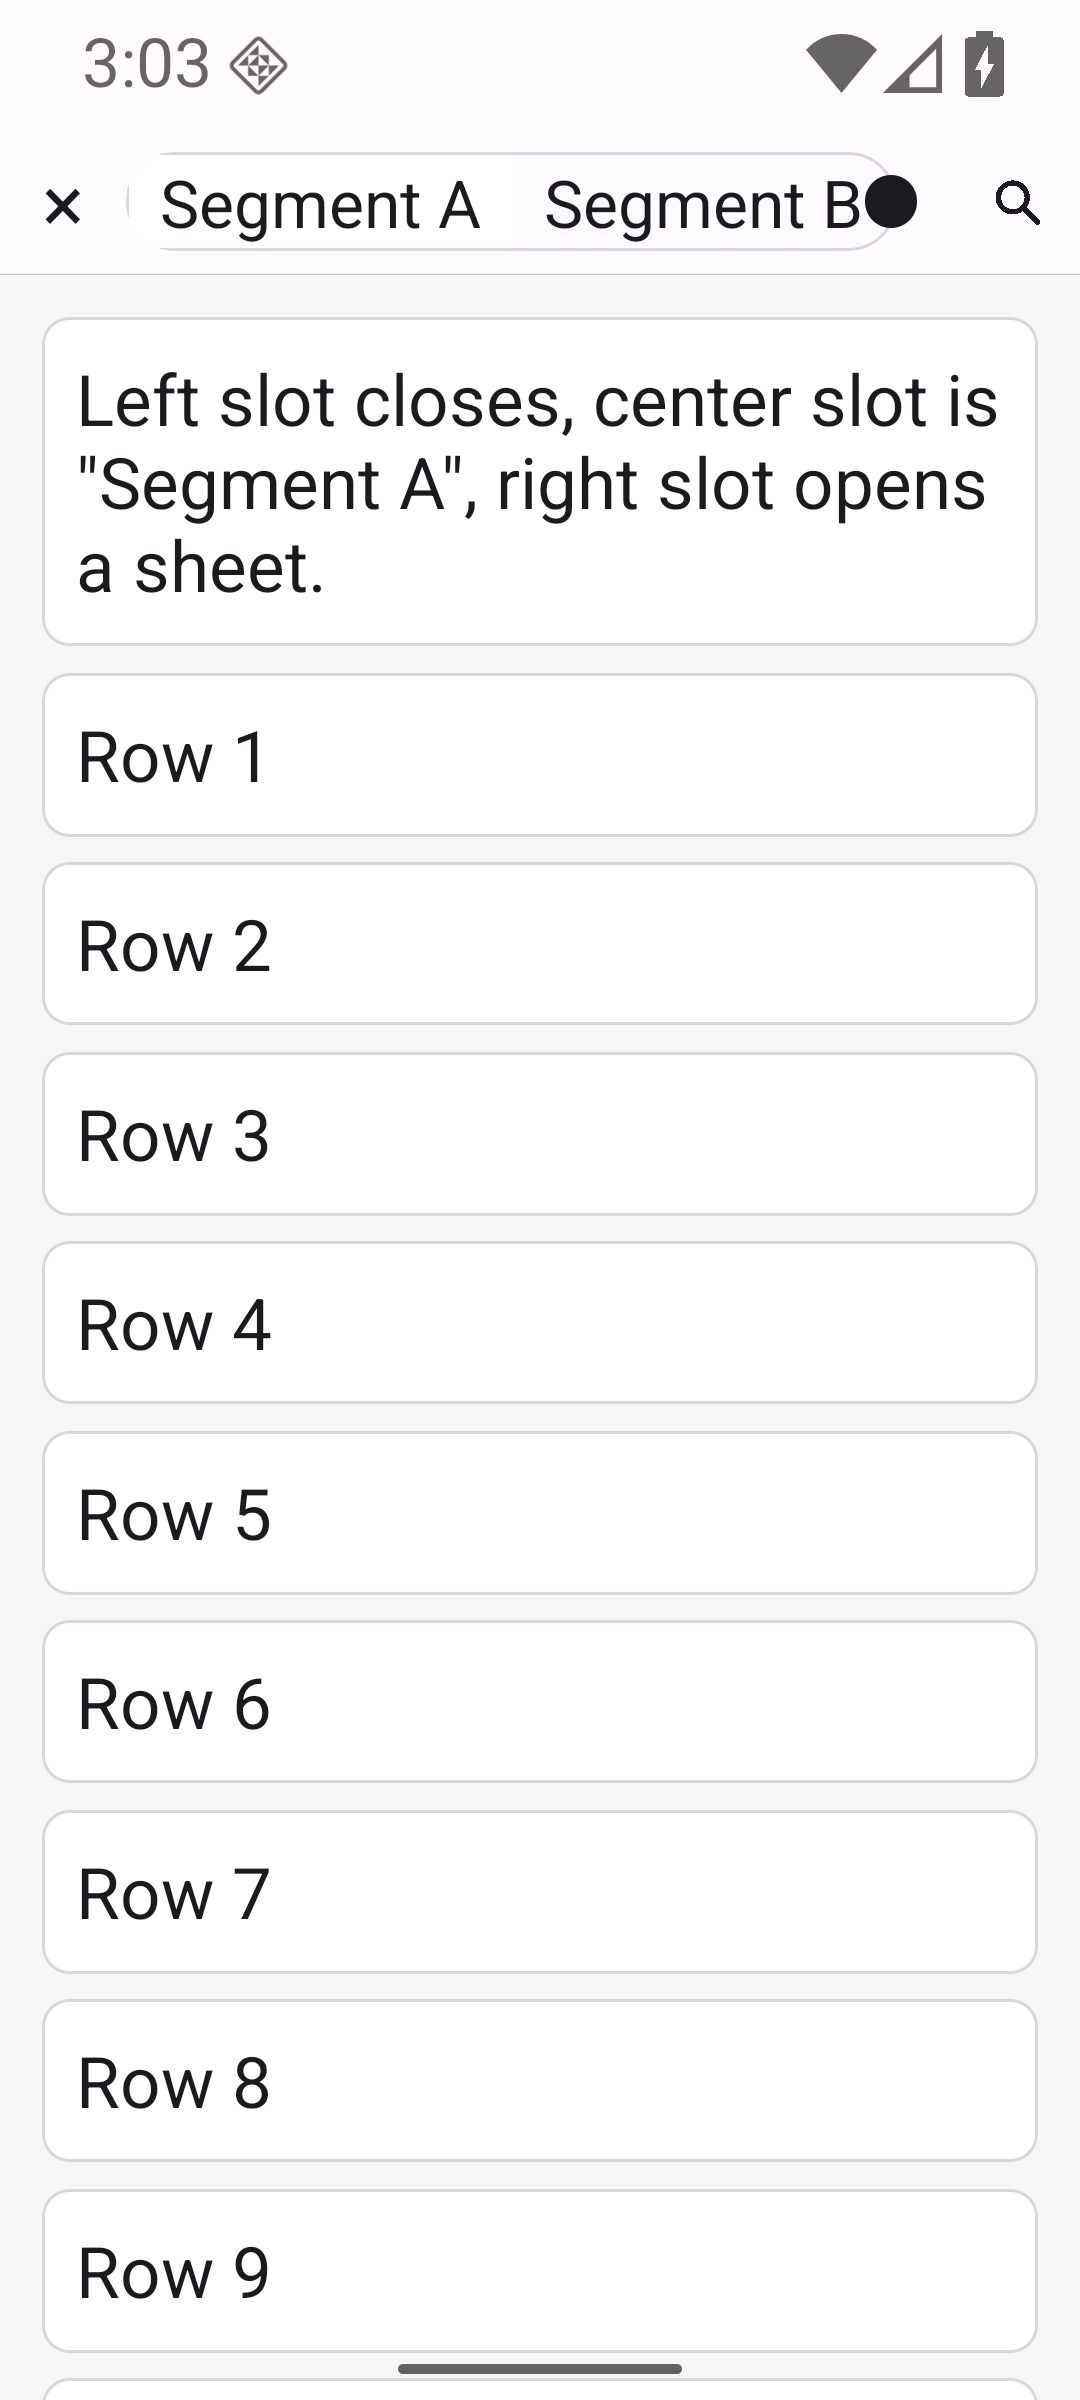 3:03
Segment A Segment B
Left slot closes, center slot is
"Segment A", right slot opens
a sheet.
Row 1
Row 2
Row 3
Row 4
Row 5
Row 6
Row 7
Row 8
Row 9